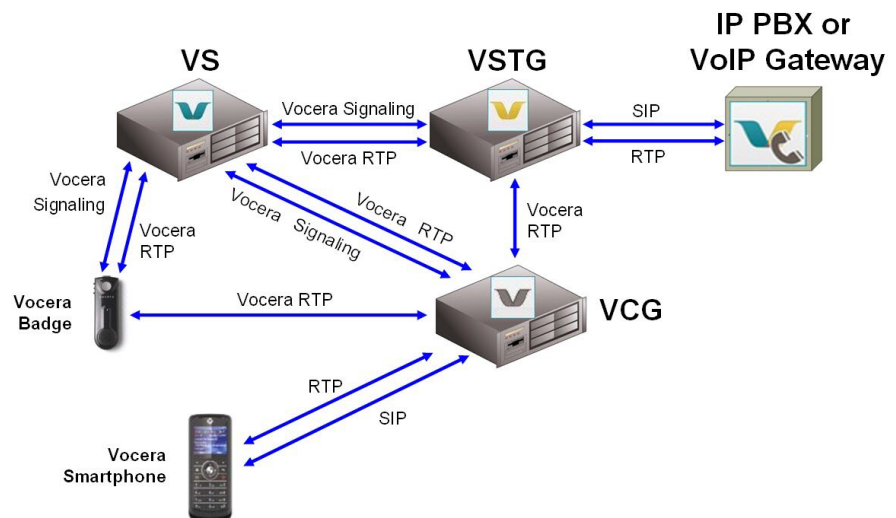 IP PBX or
VoIP Gateway
VS
VSTG
Vocera Signaling
Vocera RTP
SIP
RTP
Vocera
Signaling
Vocera
RTP
Vocera RTP
Vocera Signaling
Vocera
RTP
Vocera
Badge
Vocera RTP
VCG
RTP
SIP
Vocera
Smartphone